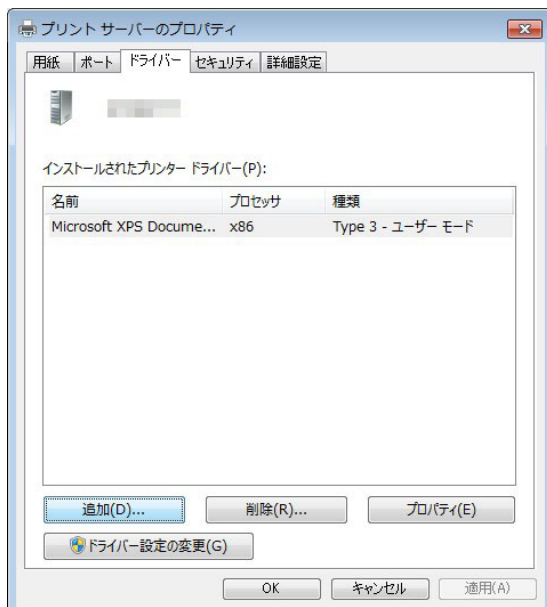 プリント サーバーのプロパティ
用紙 ポート ドライバー セキュリティ 詳細設定
インストールされたプリンター ドライバー(P):
名前 プロセッサ 種類
Microsoft XPS Docume... x86 Type 3 - ユーザー モード
追加(D)... 削除(R)... プロパティ(E)
ドライバー設定の変更(G)
OK キャンセル 適用(A)